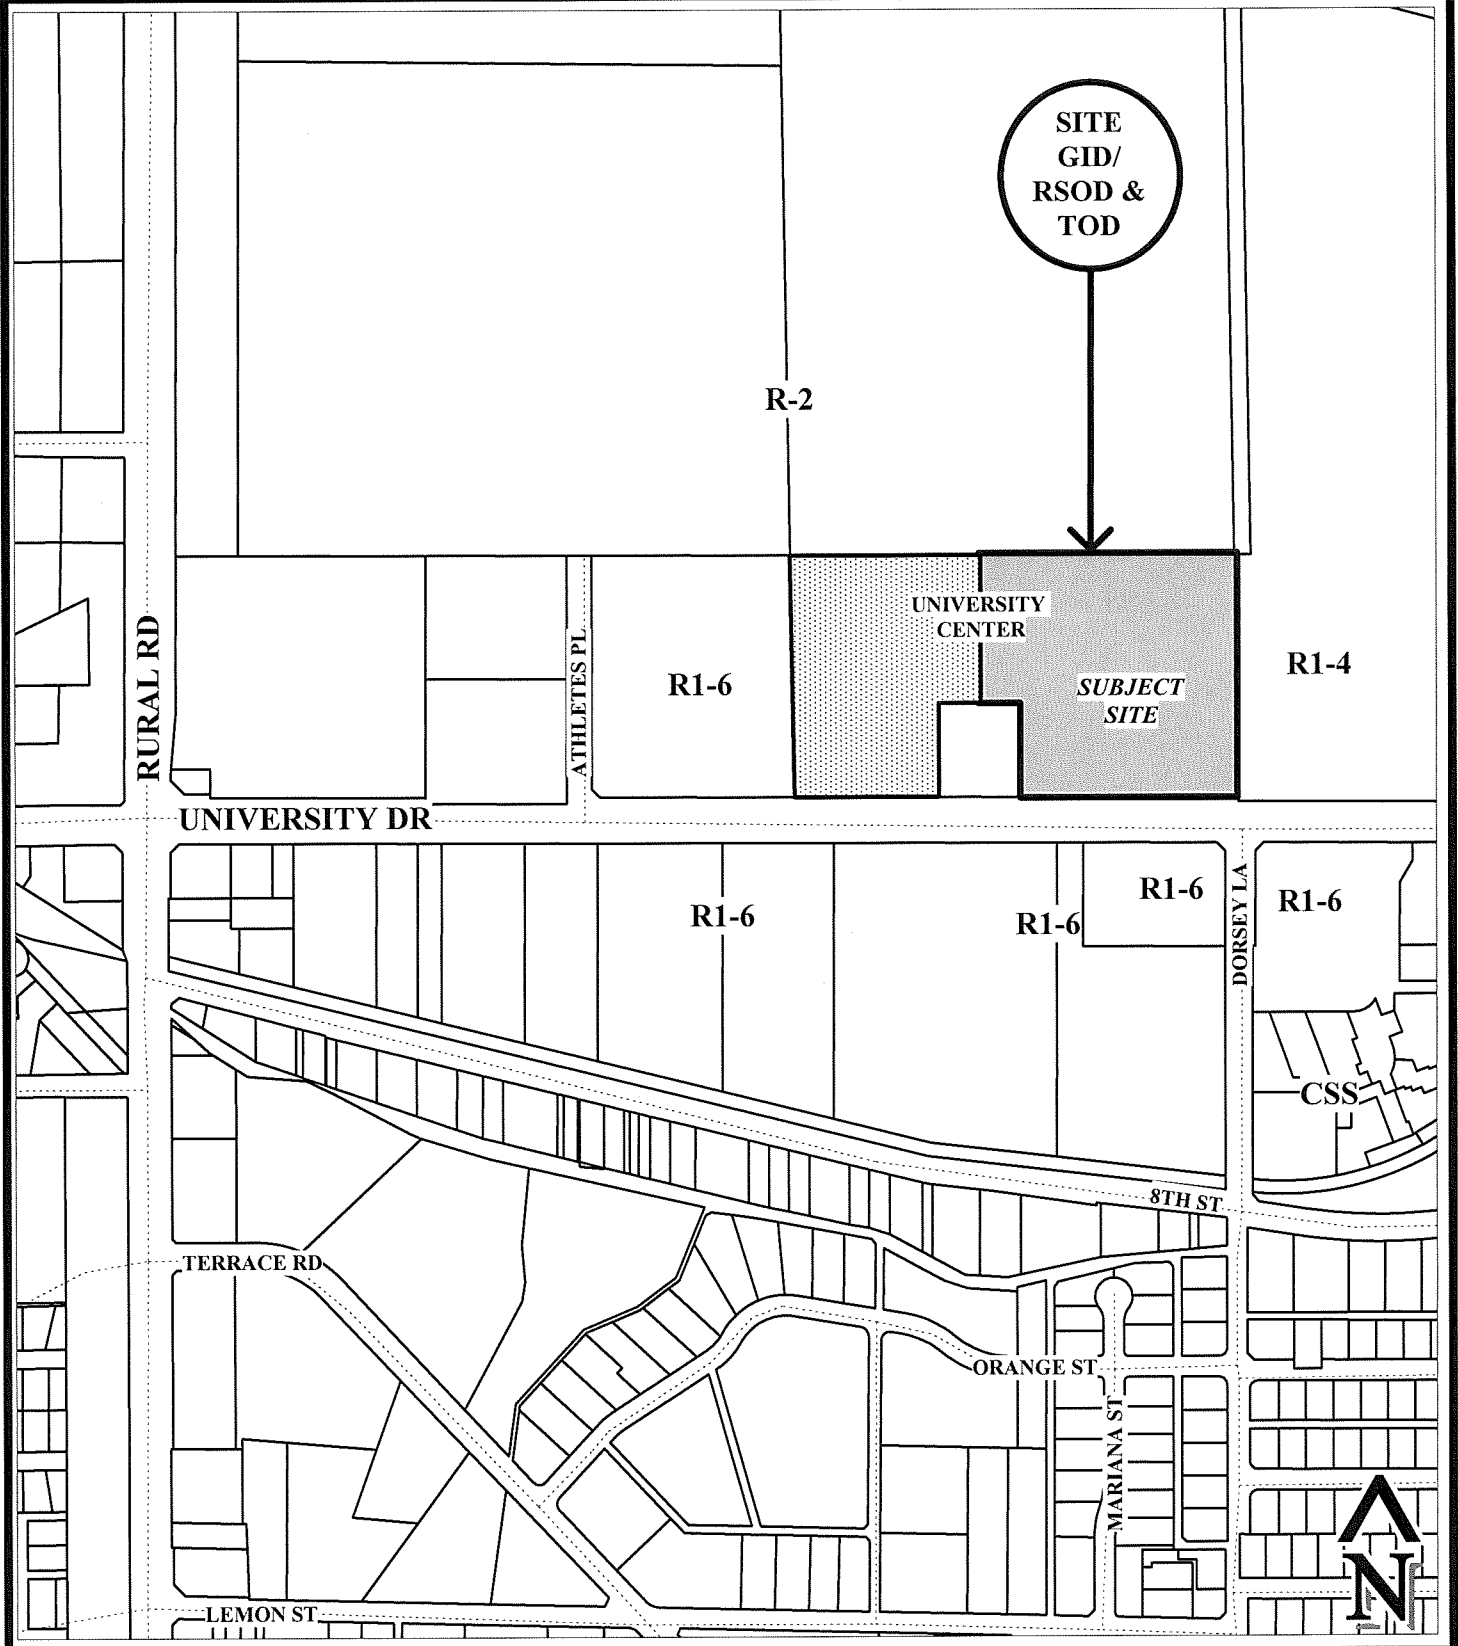 SITE
GID/
RSOD &
TOD
R-2
UNIVERSITY
CENTER
RURAL RD
ATHLETES PL
R1-6
SUBJECT
SITE
R1-4
UNIVERSITY DR
R1-6
R1-6
R1-6
DORSEY LA
R1-6
CSS
8TH ST
TERRACE RD
ORANGE ST
MARIANA ST
LEMON ST
N